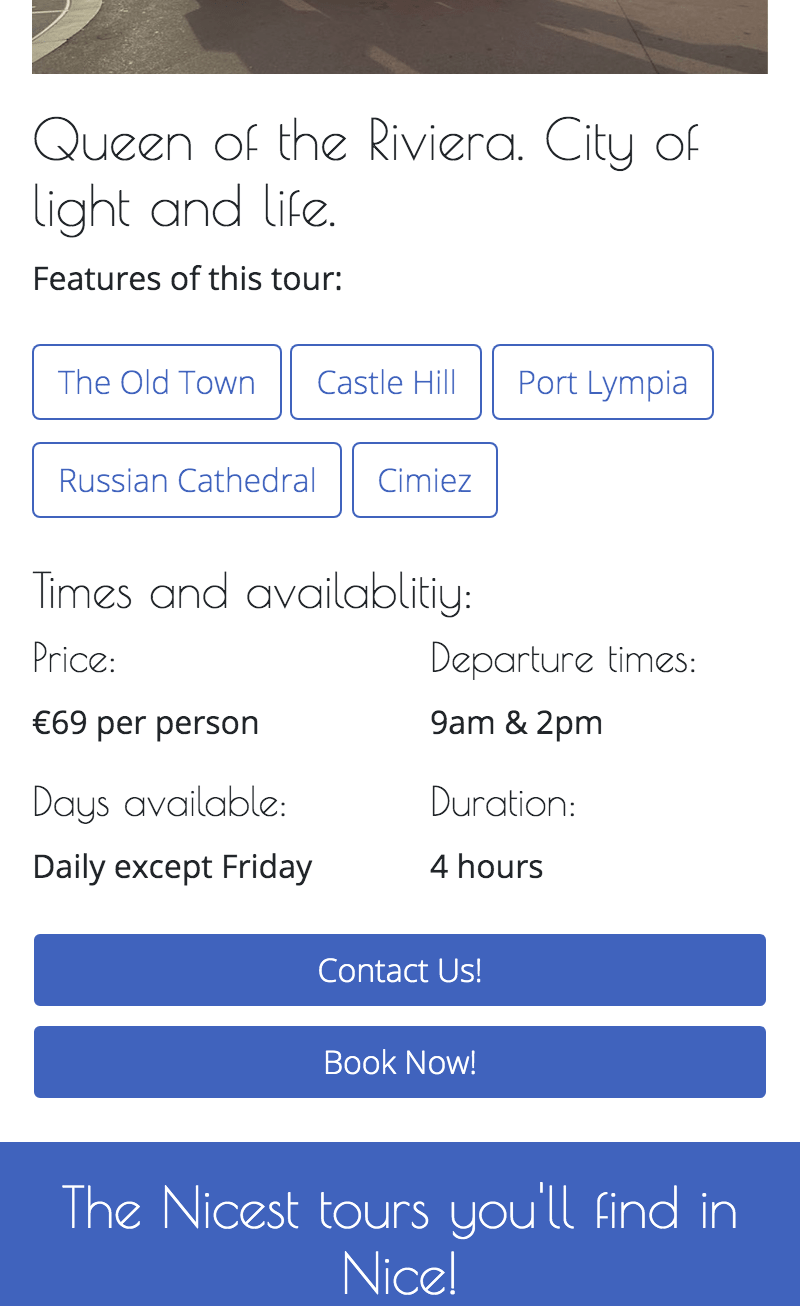 Queen of the Riviera. City of
light and life.
Features of this tour:
The Old Town Castle Hill Port Lympia
Russian Cathedral Cimiez
Times and availablitiy:
Price: Departure times:
€69 per person 9am & 2pm
Days available: Duration:
Daily except Friday 4 hours
Contact Us!
Book Now!
The Nicest tours you'll find in
Nice!